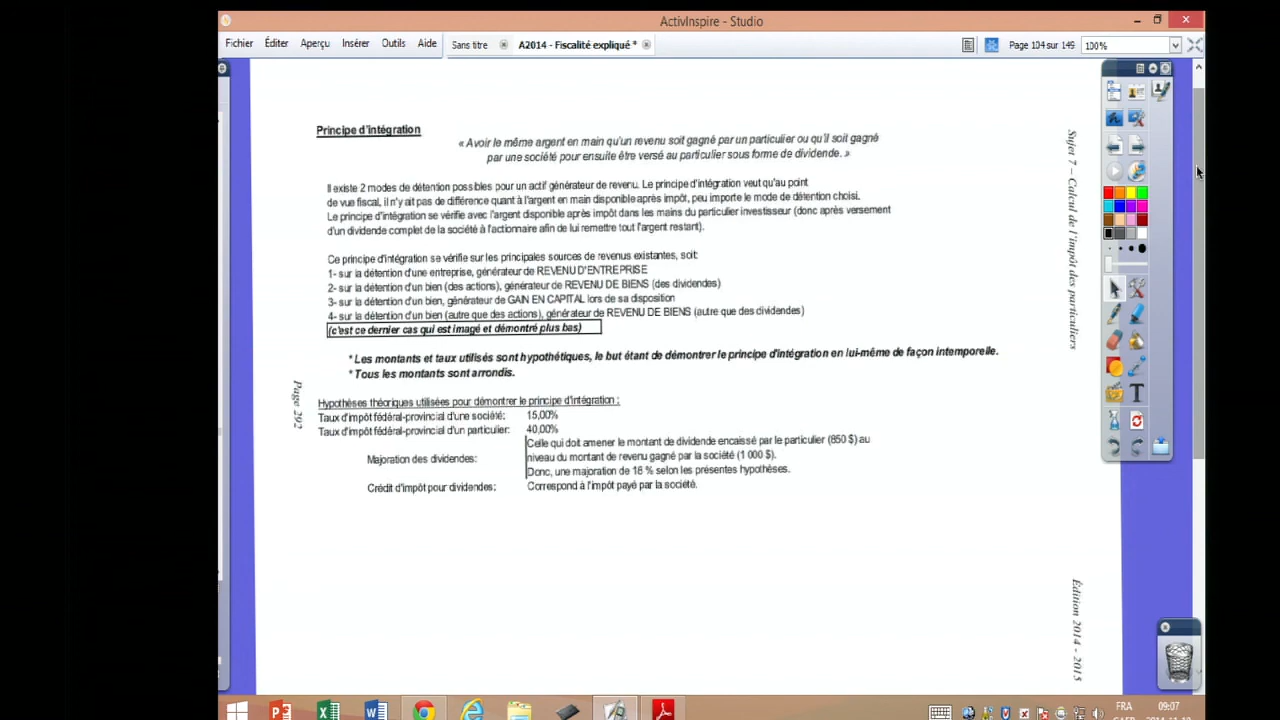 ActivInspire - Studio
Fichier Éditer Aperçu Insérer Outils Aide
Sans titre
A2014 - Fiscalité expliqué *
Page 104 sur 149
100%
Principe d'intégration
« Avoir le même argent en main qu'un revenu soit gagné par un particulier ou qu'il soit gagné
par une société pour ensuite être versé au particulier sous forme de dividende. »
Il existe 2 modes de détention possibles pour un actif générateur de revenu. Le principe d'intégration veut qu'au point
de vue fiscal, il n'y ait pas de différence quant à l'argent en main disponible après impôt, peu importe le mode de détention choisi.
Le principe d'intégration se vérifie avec l'argent disponible après impôt dans les mains du particulier investisseur (donc après versement
d'un dividende complet de la société à l'actionnaire afin de lui remettre tout l'argent restant).
Ce principe d'intégration se vérifie sur les principales sources de revenus existantes, soit:
1- sur la détention d'une entreprise, générateur de REVENU D'ENTREPRISE
2- sur la détention d'un bien (des actions), générateur de REVENU DE BIENS (des dividendes)
3- sur la détention d'un bien, générateur de GAIN EN CAPITAL lors de sa disposition
4- sur la détention d'un bien (autre que des actions), générateur de REVENU DE BIENS (autre que des dividendes)
(c'est ce dernier cas qui est imagé et démontré plus bas)
* Les montants et taux utilisés sont hypothétiques, le but étant de démontrer le principe d'intégration en lui-même de façon intemporelle.
* Tous les montants sont arrondis.
Hypothèses théoriques utilisées pour démontrer le principe d'intégration :
Taux d'impôt fédéral-provincial d'une société: 15,00%
Taux d'impôt fédéral-provincial d'un particulier: 40,00%
Majoration des dividendes:
Celle qui doit amener le montant de dividende encaissé par le particulier (850 $) au
niveau du montant de revenu gagné par la société (1 000 $).
Donc, une majoration de 18 % selon les présentes hypothèses.
Crédit d'impôt pour dividendes: Correspond à l'impôt payé par la société.
Page 292
Sujet 7 – Calcul de l'impôt des particuliers
Édition 2014 - 2015
FRA
09:07